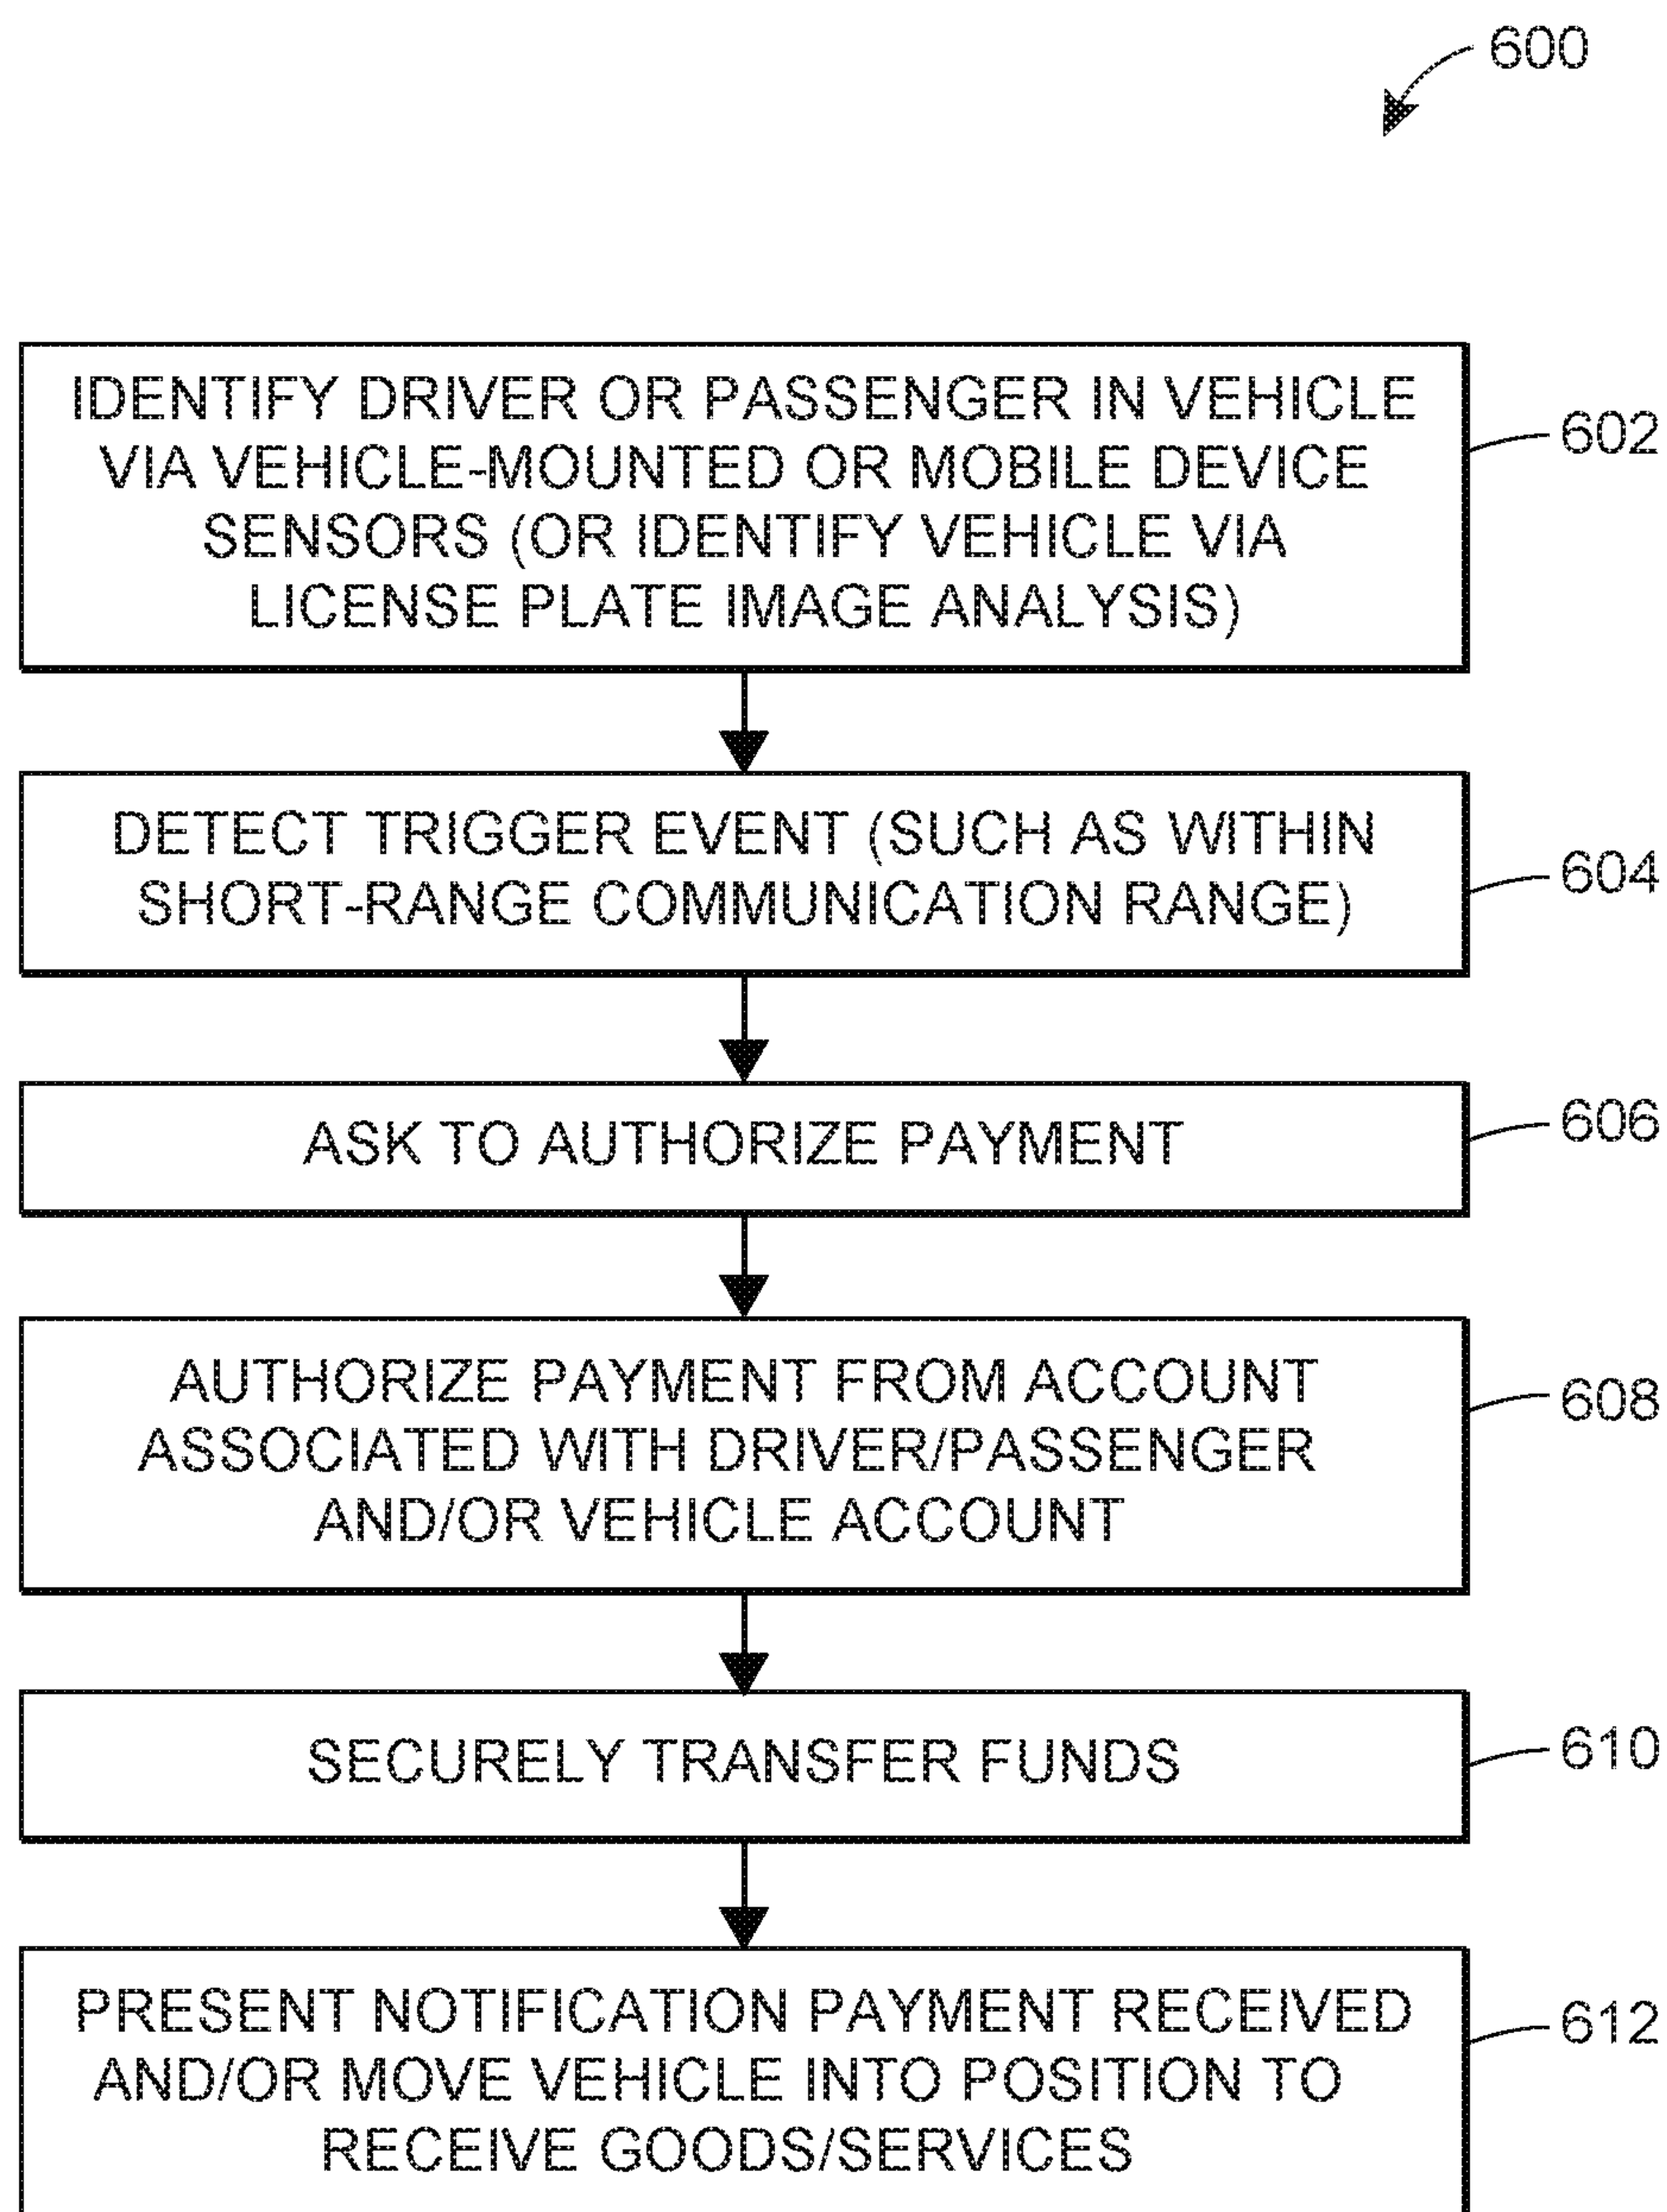 600
IDENTIFY DRIVER OR PASSENGER IN VEHICLE
VIA VEHICLE-MOUNTED OR MOBILE DEVICE
SENSORS (OR IDENTIFY VEHICLE VIA
LICENSE PLATE IMAGE ANALYSIS)
602
DETECT TRIGGER EVENT (SUCH AS WITHIN
SHORT-RANGE COMMUNICATION RANGE)
604
ASK TO AUTHORIZE PAYMENT
606
AUTHORIZE PAYMENT FROM ACCOUNT
ASSOCIATED WITH DRIVER/PASSENGER
AND/OR VEHICLE ACCOUNT
608
SECURELY TRANSFER FUNDS
610
PRESENT NOTIFICATION PAYMENT RECEIVED
AND/OR MOVE VEHICLE INTO POSITION TO
RECEIVE GOODS/SERVICES
612